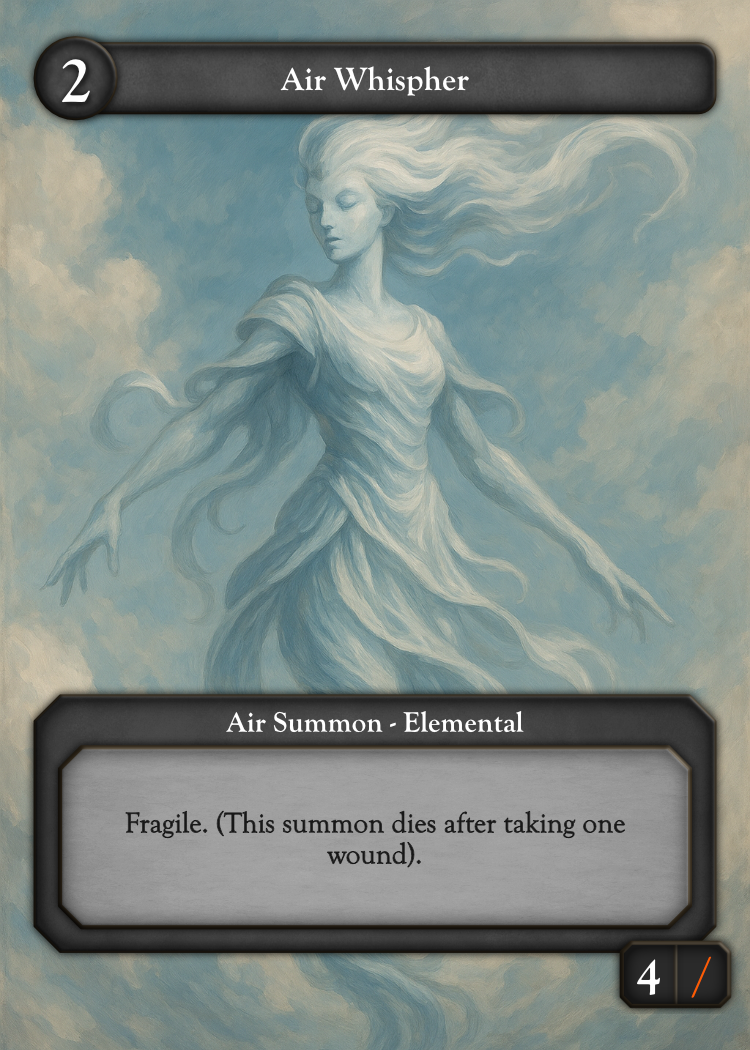 2
Air Whispher
Air Summon - Elemental
Fragile. (This summon dies after taking one
wound).
4 /